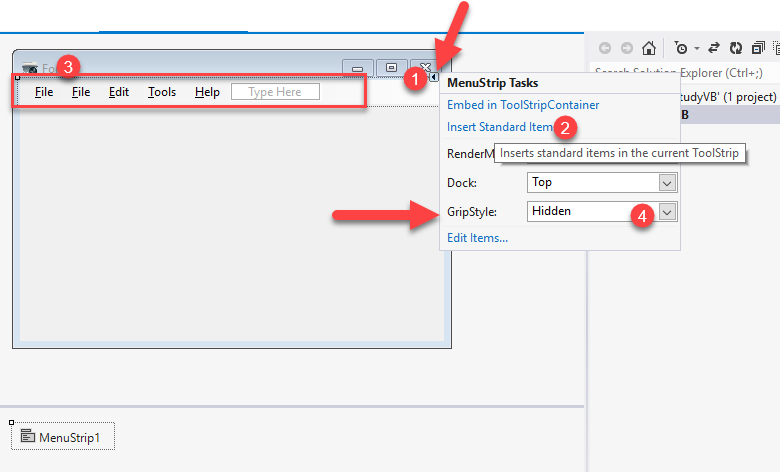 Fo
3
1
File File Edit Tools Help Type Here
MenuStrip Tasks
Embed in ToolStripContainer
Insert Standard Item
2
RenderM
Inserts standard items in the current ToolStrip
Dock: Top
GripStyle: Hidden
4
Edit Items...
Search Solution Explorer (Ctrl+;)
tudyVB' (1 project)
B
MenuStrip1